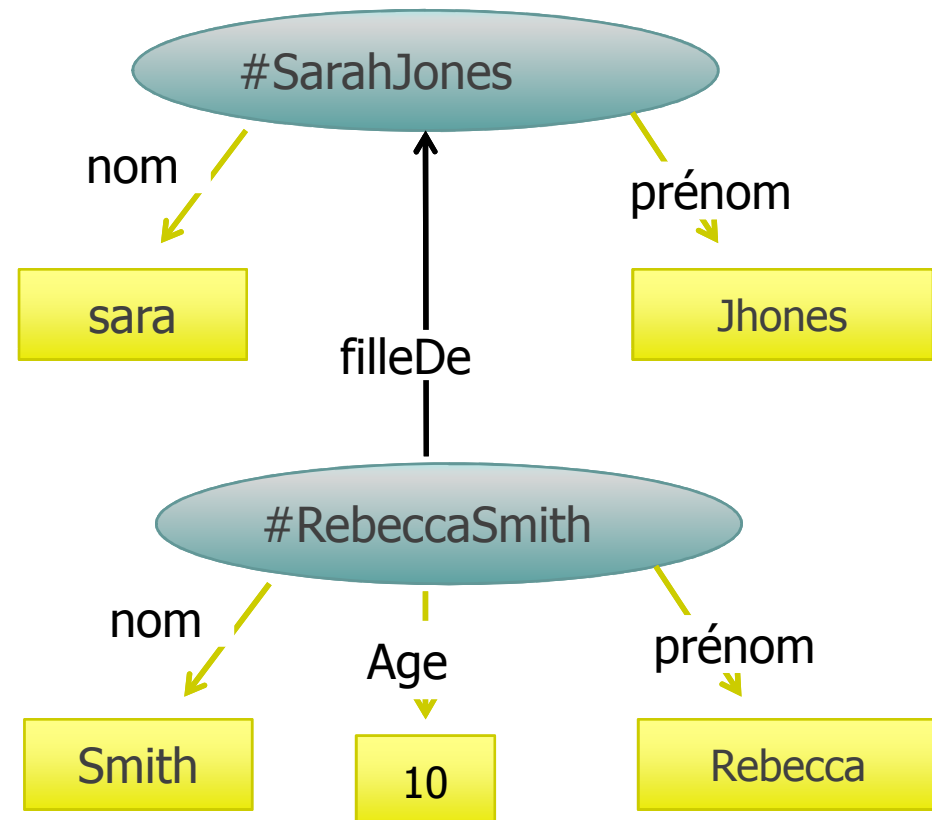 #SarahJones
nom
prénom
sara
Jhones
filleDe
#RebeccaSmith
nom
Age
prénom
Smith
10
Rebecca